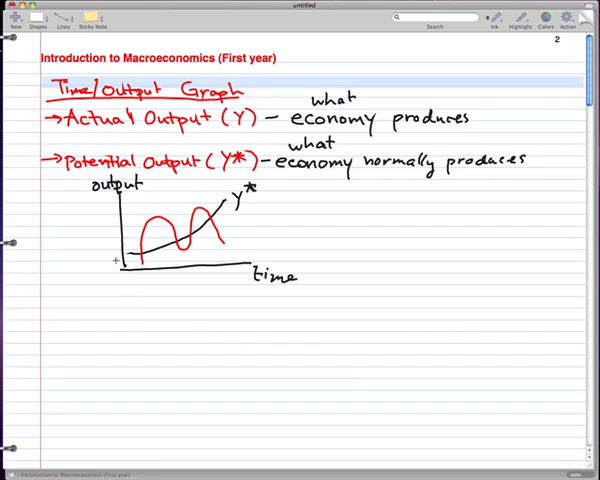 untitled
New Shapes Lines Sticky Note Search Ink Highlight Colors Action
2
Introduction to Macroeconomics (First year)
Time/Output Graph
what
→Actual Output (Y) - economy produces
what
→Potential Output (Y*) - economy normally produces
output
Y*
time
Introduction to Macroeconomics (First year)